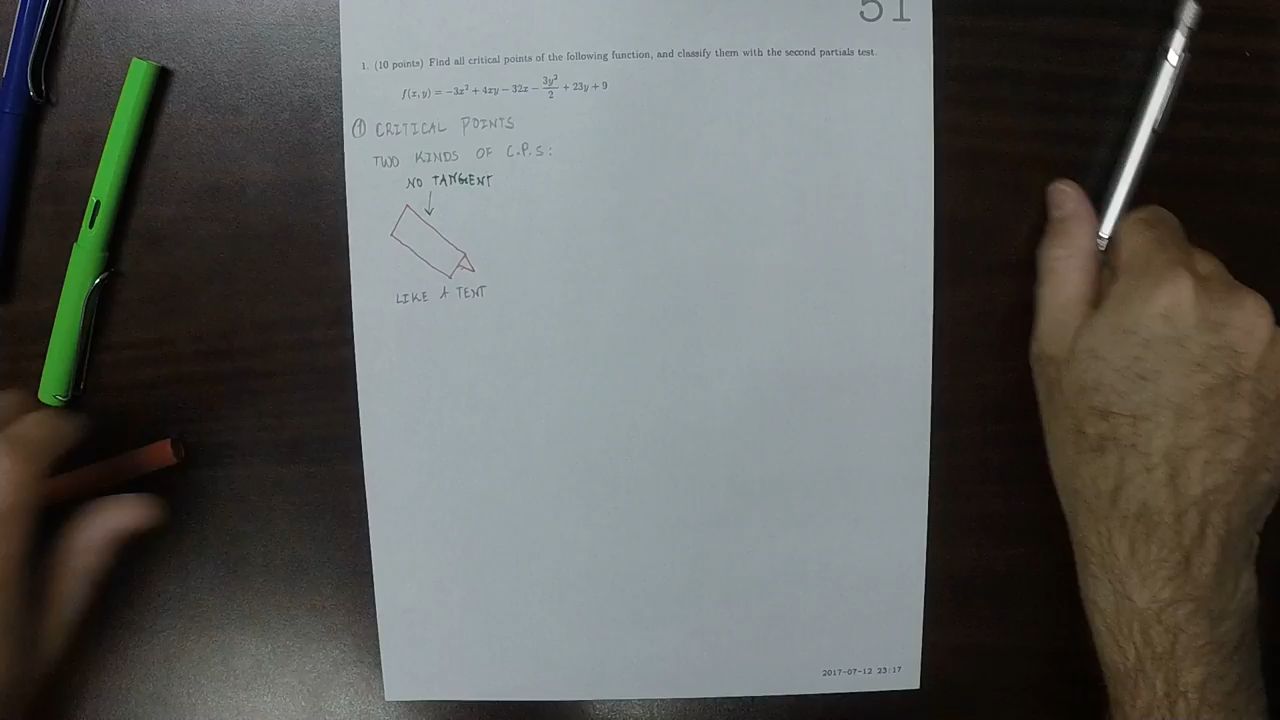 51
1. (10 points) Find all critical points of the following function, and classify them with the second partials test.
f(x, y) = −3x² + 4xy − 32x − 3y²/2 + 23y + 9
① CRITICAL POINTS
TWO KINDS OF C.P.S:
NO TANGENT
LIKE A TENT
2017-07-12 23:17